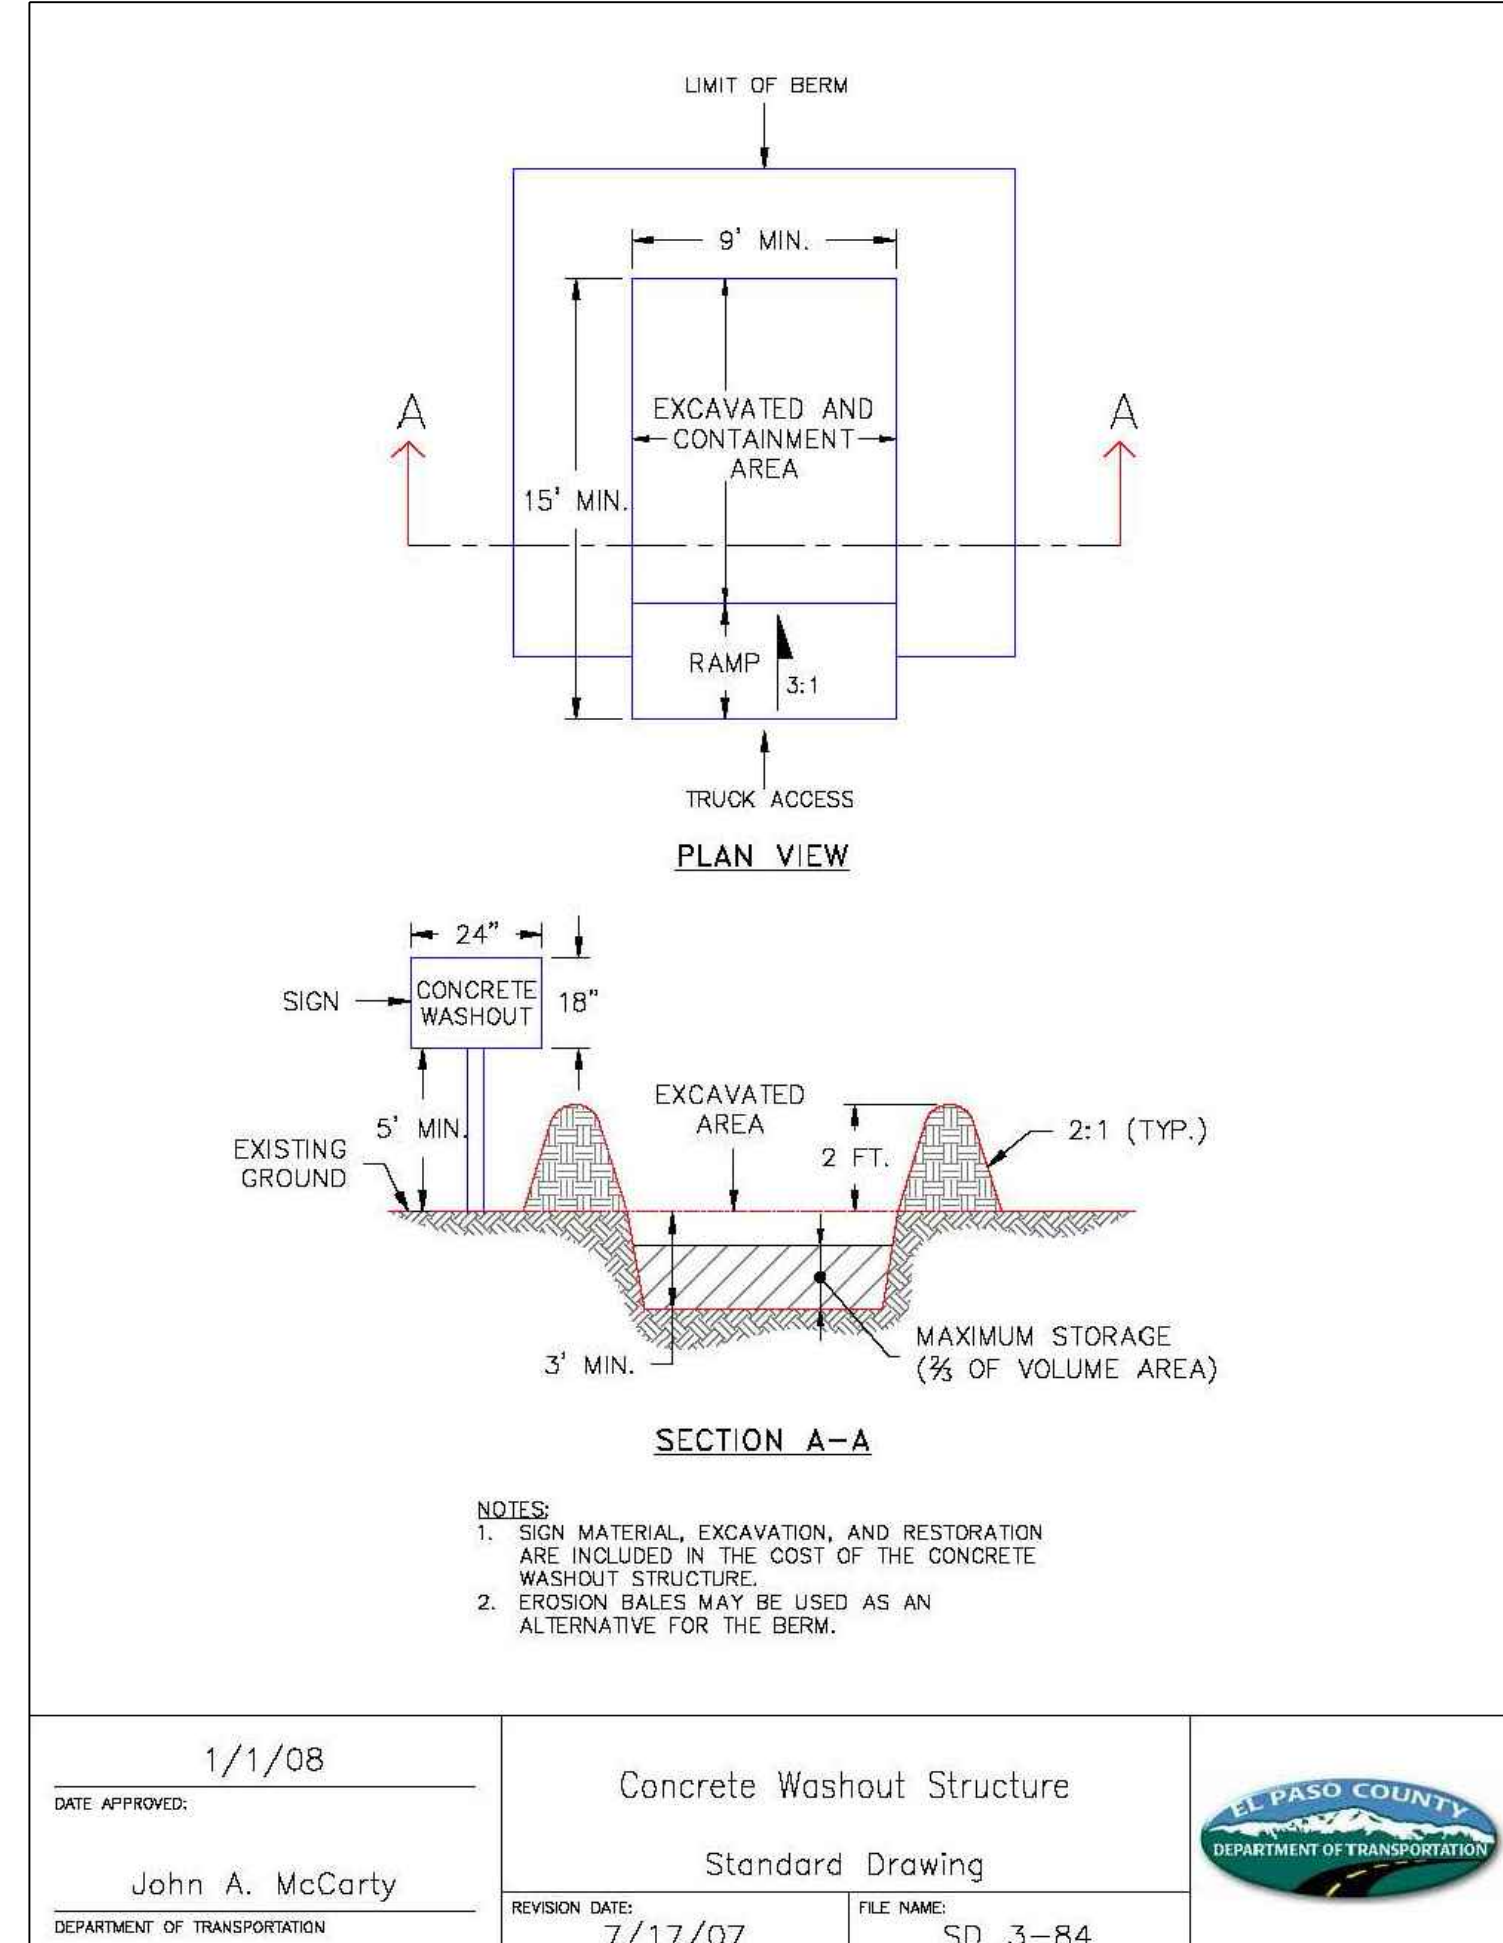 LIMIT OF BERM
9' MIN.
EXCAVATED AND
CONTAINMENT
AREA
A
A
15' MIN.
RAMP
3:1
TRUCK ACCESS
PLAN VIEW
24"
SIGN
CONCRETE
WASHOUT
18"
EXCAVATED
AREA
5' MIN.
2:1 (TYP.)
EXISTING
GROUND
2 FT.
3' MIN.
MAXIMUM STORAGE
(⅔ OF VOLUME AREA)
SECTION A-A
NOTES:
1. SIGN MATERIAL, EXCAVATION, AND RESTORATION
ARE INCLUDED IN THE COST OF THE CONCRETE
WASHOUT STRUCTURE.
2. EROSION BALES MAY BE USED AS AN
ALTERNATIVE FOR THE BERM.
1/1/08
DATE APPROVED:
John A. McCarty
DEPARTMENT OF TRANSPORTATION
Concrete Washout Structure
Standard Drawing
REVISION DATE:
7/17/07
FILE NAME:
SD 3-84
EL PASO COUNTY
DEPARTMENT OF TRANSPORTATION